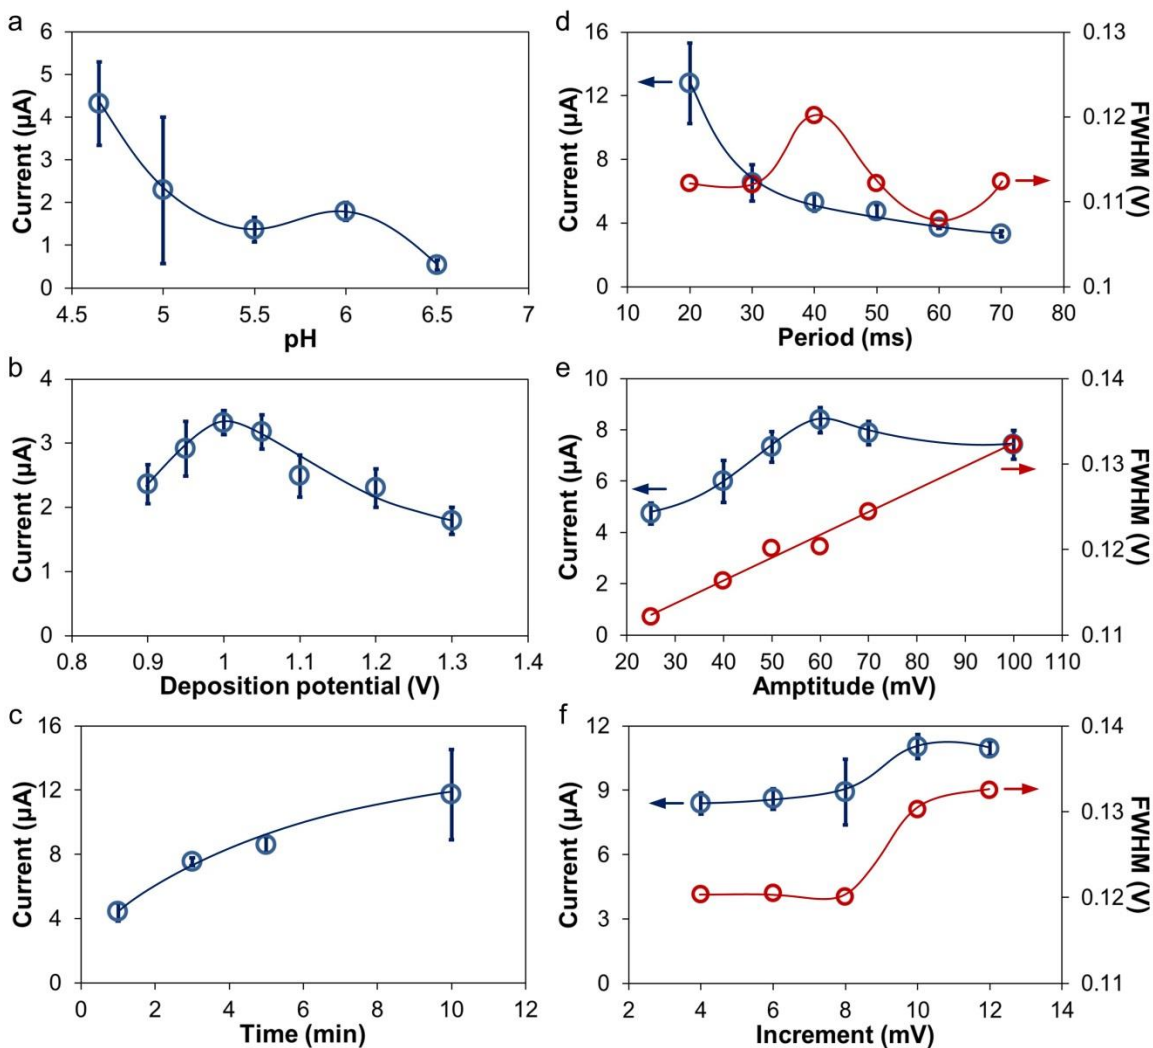 a
Current (µA)
6
5
4
3
2
1
0
4.5 5 5.5 6 6.5 7
pH
d
Current (µA)
16
12
8
4
0
10 20 30 40 50 60 70 80
Period (ms)
0.13
0.12
0.11
0.1
FWHM (V)
b
Current (µA)
4
3
2
1
0
0.8 0.9 1 1.1 1.2 1.3 1.4
Deposition potential (V)
e
Current (µA)
10
8
6
4
2
0
20 30 40 50 60 70 80 90 100 110
Amptitude (mV)
0.14
0.13
0.12
0.11
FWHM (V)
c
Current (µA)
16
12
8
4
0
0 2 4 6 8 10 12
Time (min)
f
Current (µA)
12
9
6
3
0
2 4 6 8 10 12 14
Increment (mV)
0.14
0.13
0.12
0.11
FWHM (V)